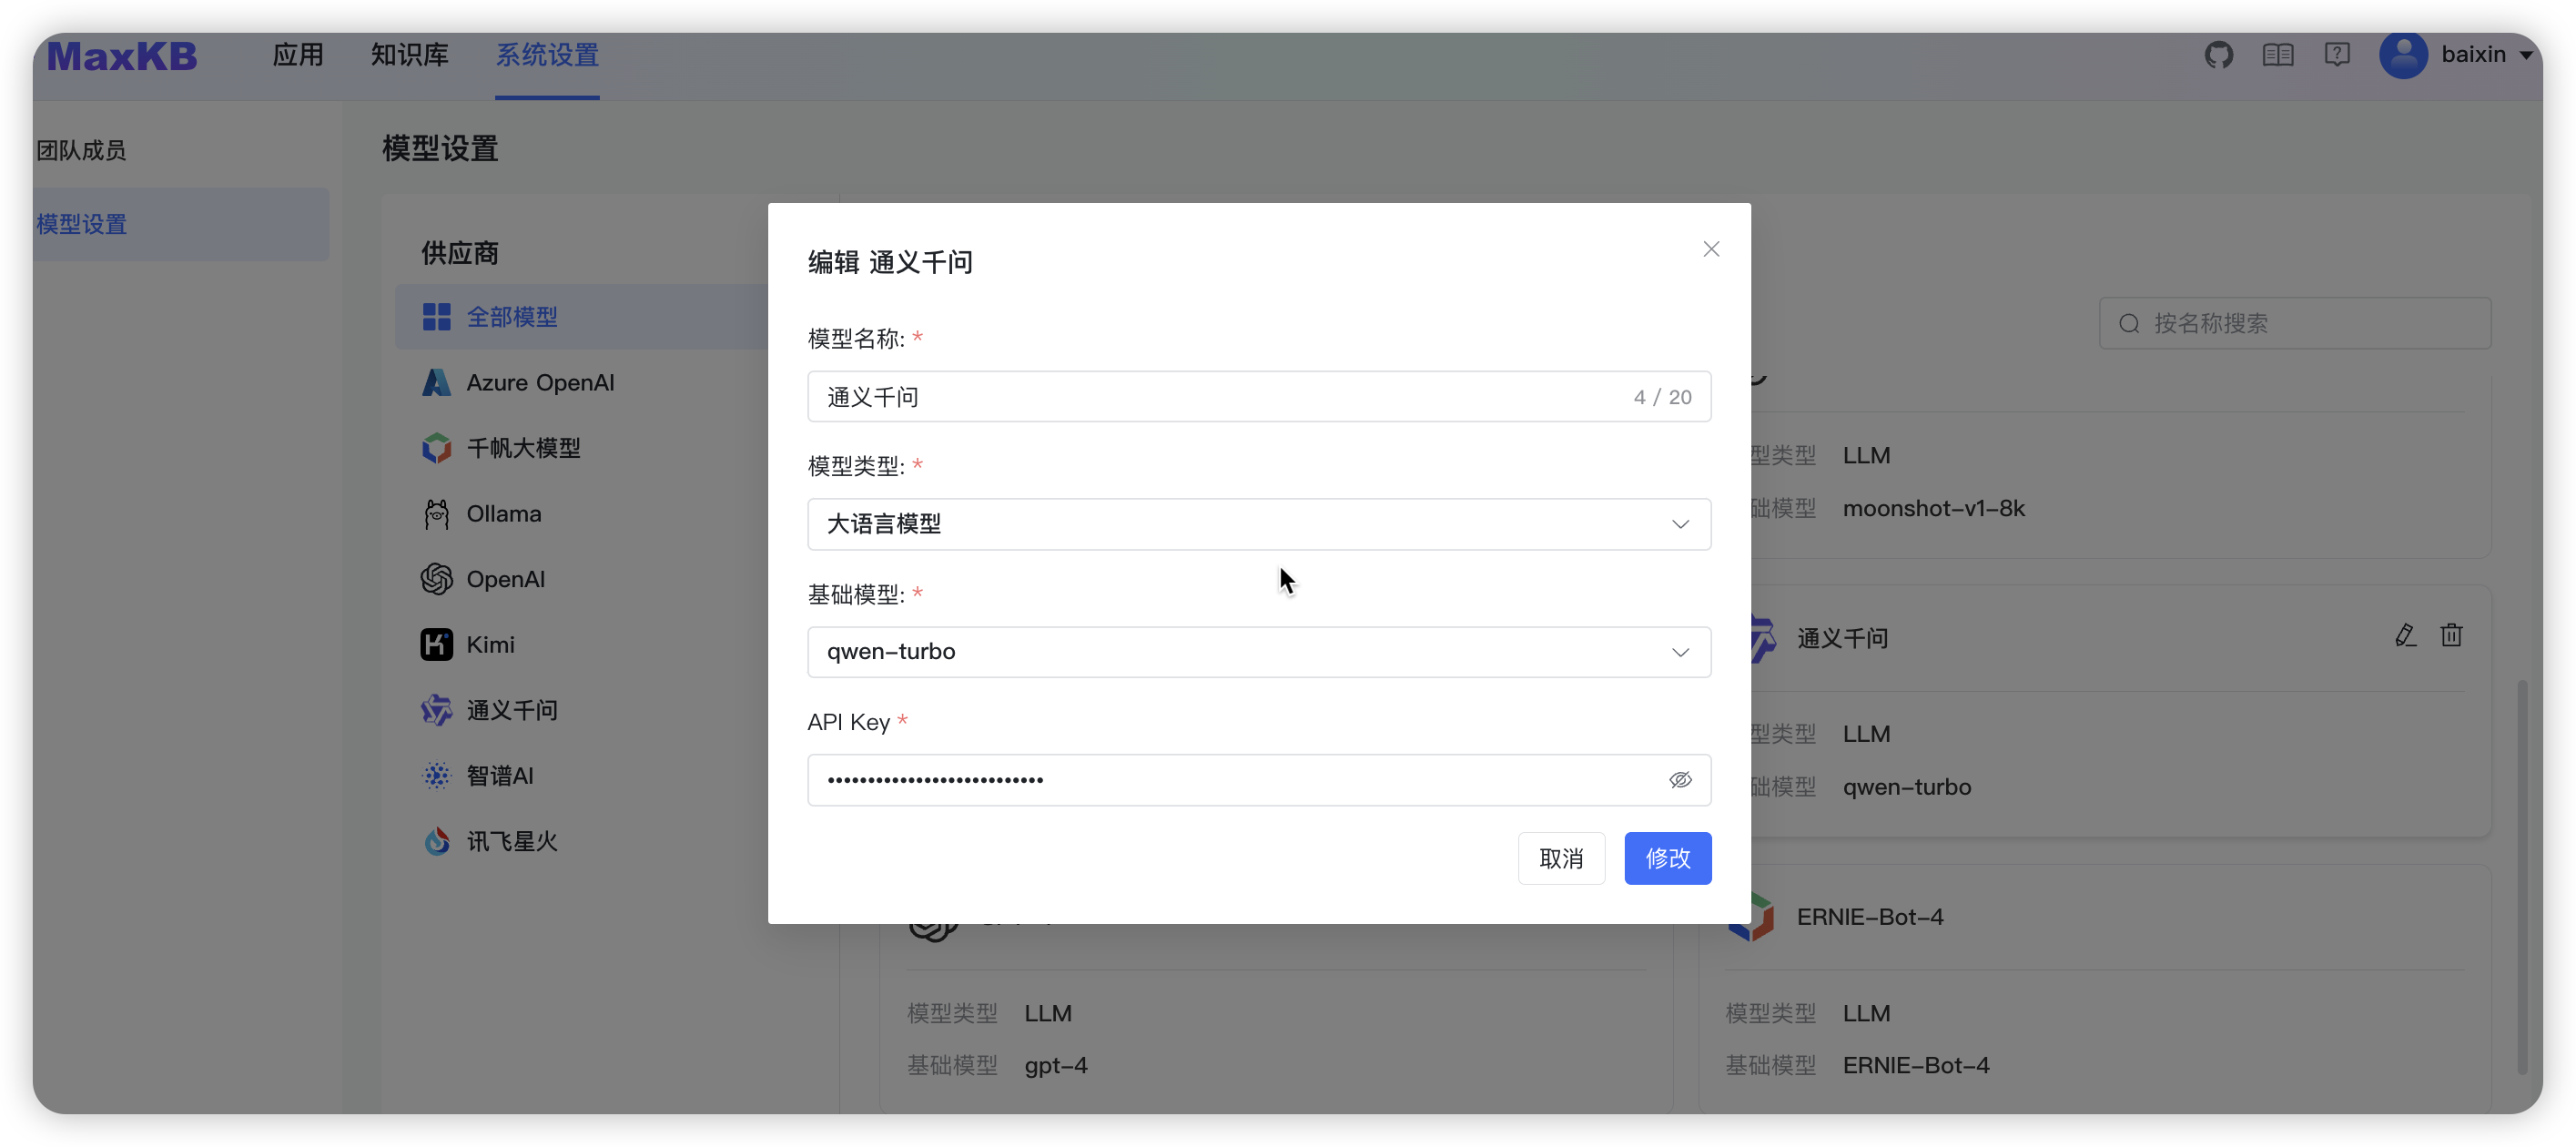 MaxKB
应用
知识库
系统设置
baixin
团队成员
模型设置
模型设置
供应商
全部模型
Azure OpenAI
千帆大模型
Ollama
OpenAI
Kimi
通义千问
智谱AI
讯飞星火
编辑 通义千问
模型名称: *
通义千问
4 / 20
模型类型: *
大语言模型
基础模型: *
qwen-turbo
API Key *
取消
修改
按名称搜索
型类型 LLM
础模型 moonshot-v1-8k
通义千问
型类型 LLM
础模型 qwen-turbo
模型类型 LLM
基础模型 gpt-4
ERNIE-Bot-4
模型类型 LLM
基础模型 ERNIE-Bot-4